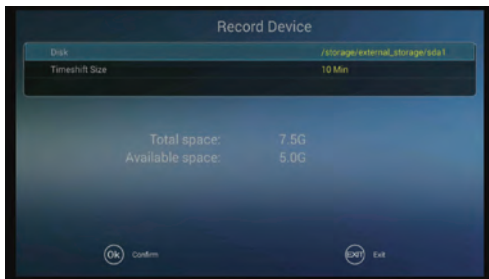 Record Device
Disk /storage/external_storage/sda1
Timeshift Size 10 Min
Total space: 7.5G
Available space: 5.0G
Ok Confirm EXIT Exit